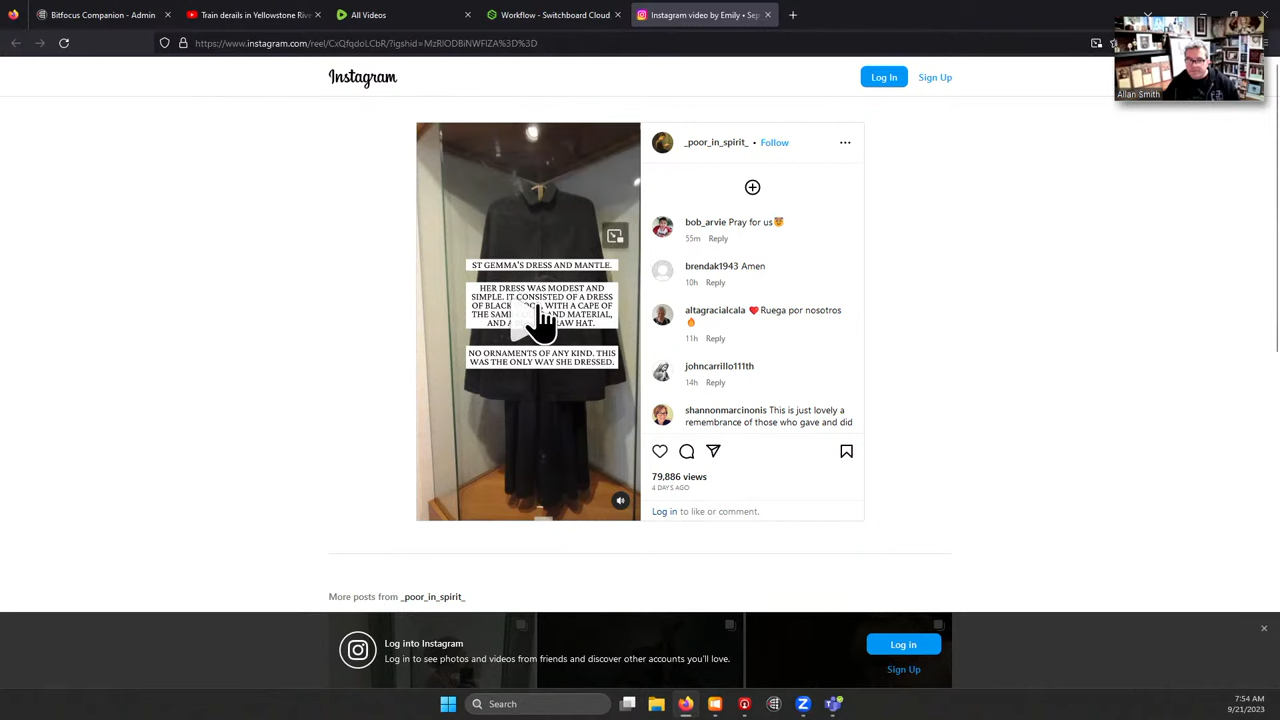 Bitfocus Companion - Admin
Train derails in Yellowstone Rive
All Videos
Workflow - Switchboard Cloud
Instagram video by Emily • Sep
https://www.instagram.com/reel/CxQfqdoLCbR/?igshid=MzRlODBiNWFlZA%3D%3D
Allan Smith
Instagram
Log In
Sign Up
_poor_in_spirit_ • Follow
ST GEMMA'S DRESS AND MANTLE.
HER DRESS WAS MODEST AND
SIMPLE. IT CONSISTED OF A DRESS
OF BLACK WITH A CAPE OF
THE SAME AND MATERIAL,
AND A RAW HAT.
NO ORNAMENTS OF ANY KIND. THIS
WAS THE ONLY WAY SHE DRESSED.
bob_arvie Pray for us😇
55m Reply
brendak1943 Amen
10h Reply
altagracialcala ❤️Ruega por nosotros
🔥
11h Reply
johncarrillo111th
14h Reply
shannonmarcinonis This is just lovely a
remembrance of those who gave and did
79,886 views
4 DAYS AGO
Log in to like or comment.
More posts from _poor_in_spirit_
Log into Instagram
Log in to see photos and videos from friends and discover other accounts you'll love.
Log in
Sign Up
Search
7:54 AM
9/21/2023